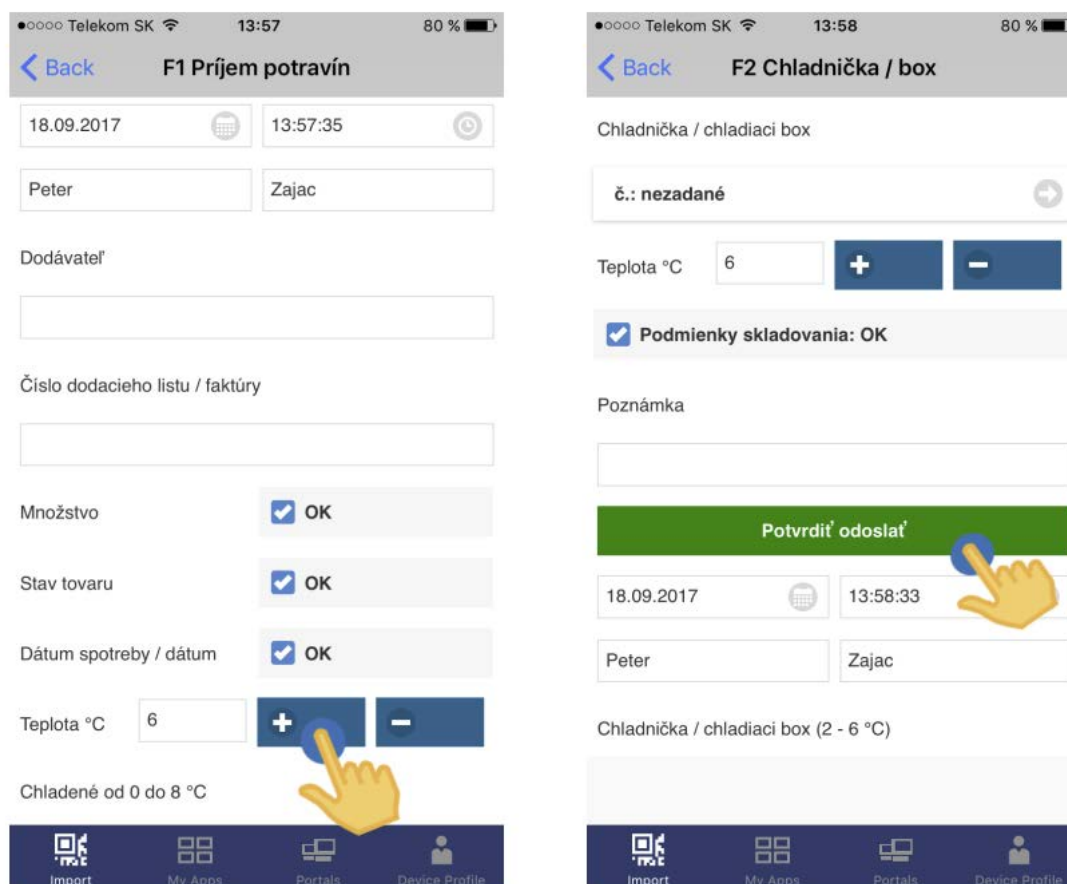 Telekom SK 13:57 80 %
Back F1 Príjem potravín
18.09.2017 13:57:35
Peter Zajac
Dodávateľ
Číslo dodacieho listu / faktúry
Množstvo OK
Stav tovaru OK
Dátum spotreby / dátum OK
Teplota °C 6 + −
Chladené od 0 do 8 °C
Import My Apps Portals Device Profile
Telekom SK 13:58 80 %
Back F2 Chladnička / box
Chladnička / chladiaci box
č.: nezadané
Teplota °C 6 + −
Podmienky skladovania: OK
Poznámka
Potvrdiť odoslať
18.09.2017 13:58:33
Peter Zajac
Chladnička / chladiaci box (2 - 6 °C)
Import My Apps Portals Device Profile